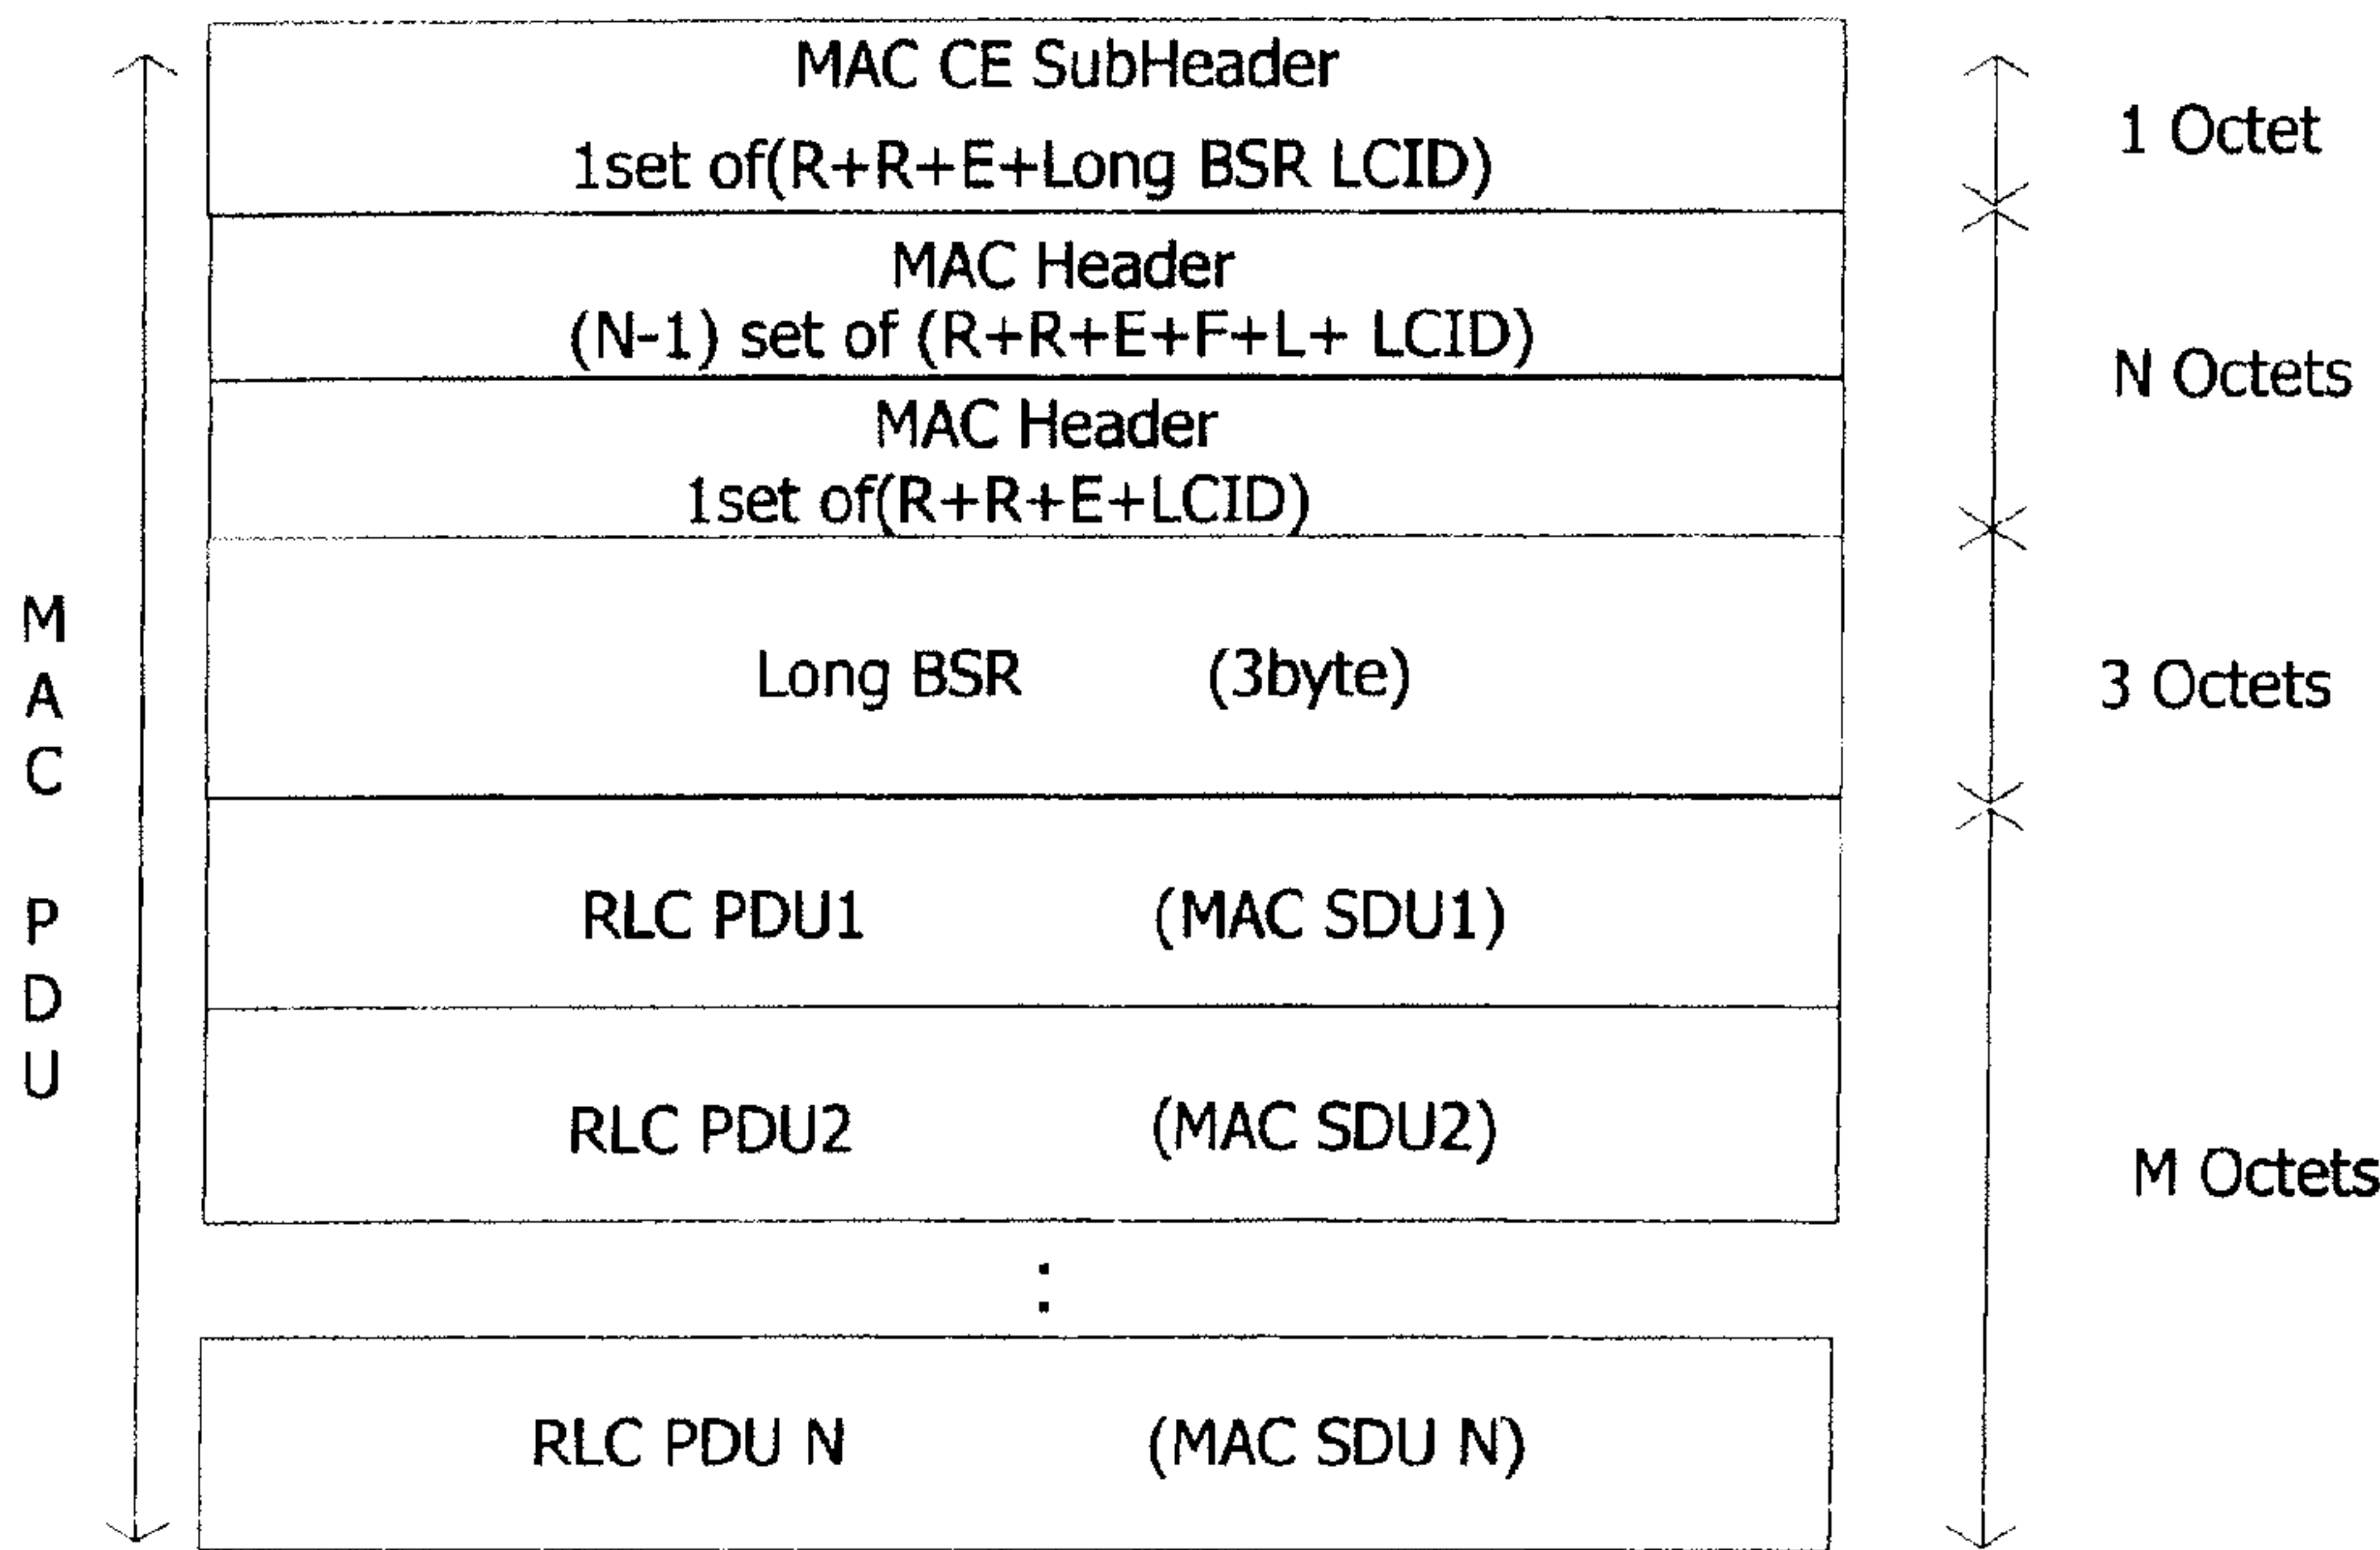 MAC CE SubHeader
1set of(R+R+E+Long BSR LCID)
1 Octet
MAC Header
(N-1) set of (R+R+E+F+L+ LCID)
N Octets
MAC Header
1set of(R+R+E+LCID)
Long BSR (3byte)
3 Octets
MAC PDU
RLC PDU1 (MAC SDU1)
RLC PDU2 (MAC SDU2)
M Octets
:
RLC PDU N (MAC SDU N)